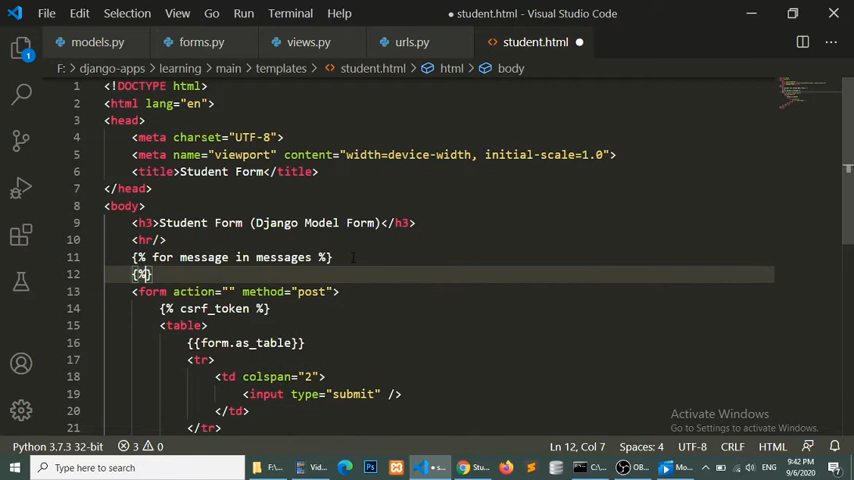 File Edit Selection View Go Run Terminal Help
● student.html - Visual Studio Code
models.py forms.py views.py urls.py student.html ●
F: > django-apps > learning > main > templates > student.html > html > body
1 <!DOCTYPE html>
2 <html lang="en">
3 <head>
4 <meta charset="UTF-8">
5 <meta name="viewport" content="width=device-width, initial-scale=1.0">
6 <title>Student Form</title>
7 </head>
8 <body>
9 <h3>Student Form (Django Model Form)</h3>
10 <hr/>
11 {% for message in messages %}
12 {%}
13 <form action="" method="post">
14 {% csrf_token %}
15 <table>
16 {{form.as_table}}
17 <tr>
18 <td colspan="2">
19 <input type="submit" />
20 </td>
21 </tr>
Activate Windows
Go to Settings to activate Windows.
Python 3.7.3 32-bit 3 0 Ln 12, Col 7 Spaces: 4 UTF-8 CRLF HTML
Type here to search
F:\... Vid... s... Stu... C:\... OB... Mo... ENG
9:42 PM
9/6/2020